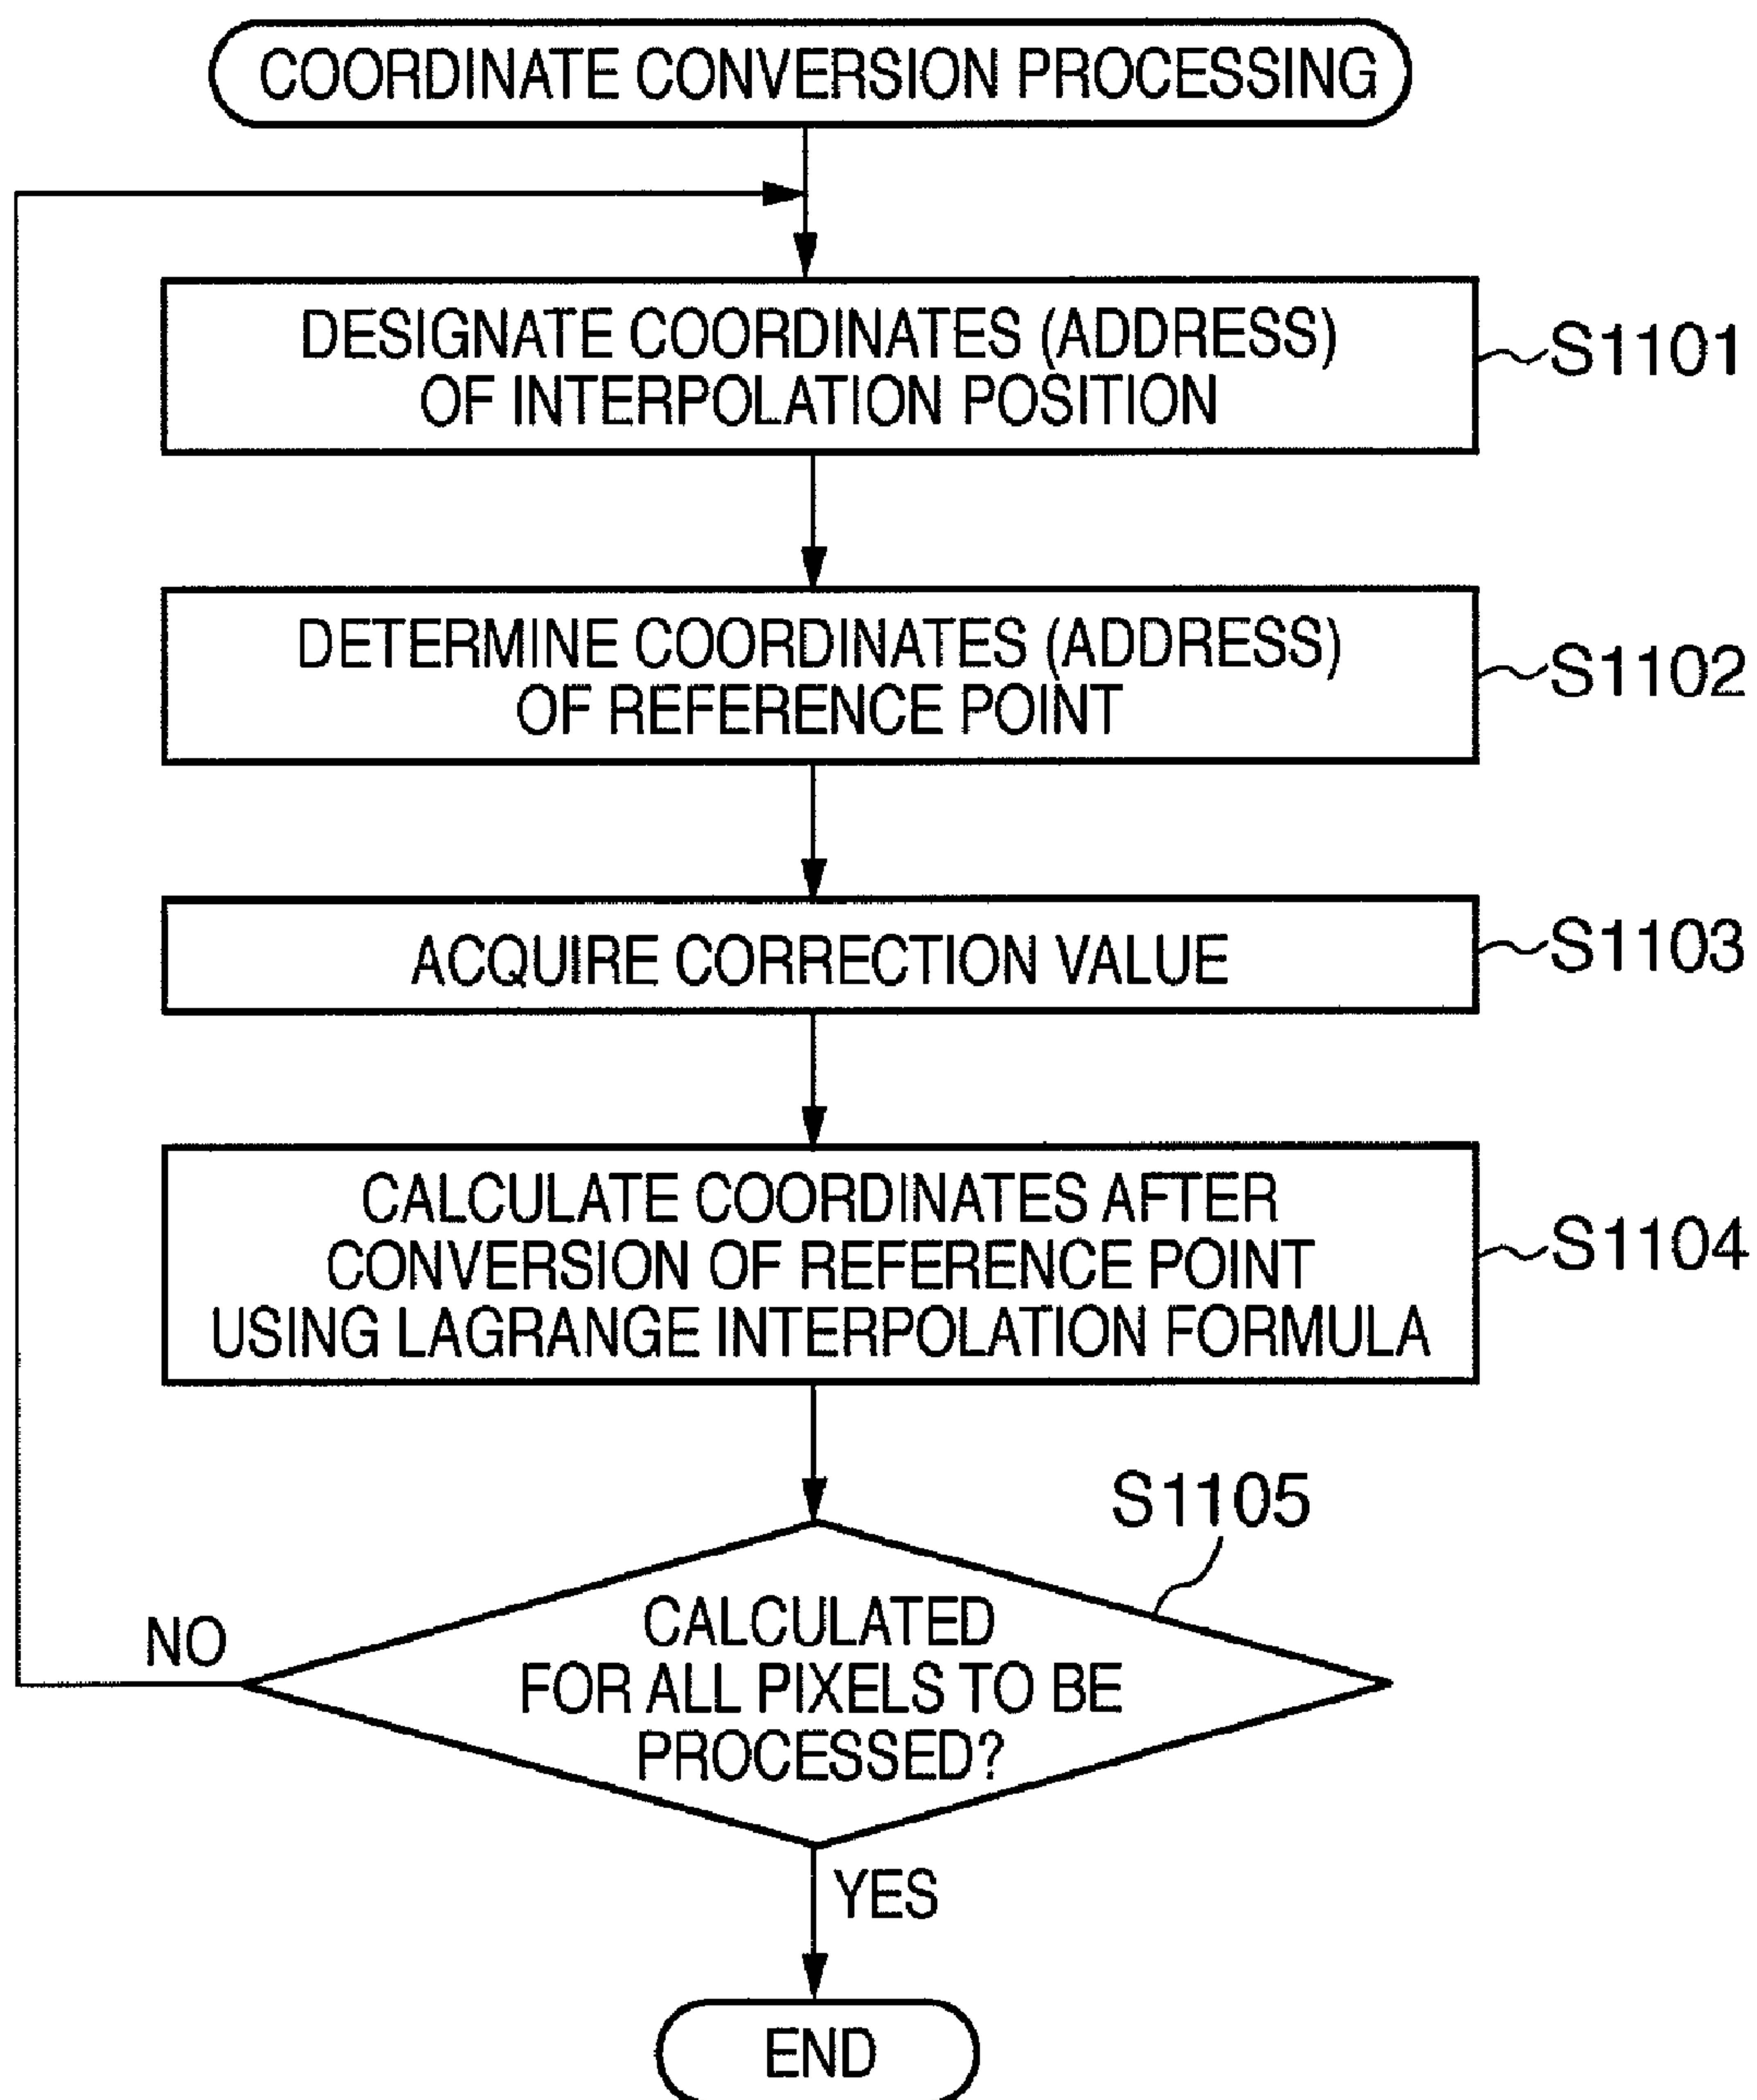 COORDINATE CONVERSION PROCESSING
DESIGNATE COORDINATES (ADDRESS)
OF INTERPOLATION POSITION
S1101
DETERMINE COORDINATES (ADDRESS)
OF REFERENCE POINT
S1102
ACQUIRE CORRECTION VALUE
S1103
CALCULATE COORDINATES AFTER
CONVERSION OF REFERENCE POINT
USING LAGRANGE INTERPOLATION FORMULA
S1104
S1105
CALCULATED
FOR ALL PIXELS TO BE
PROCESSED?
NO
YES
END